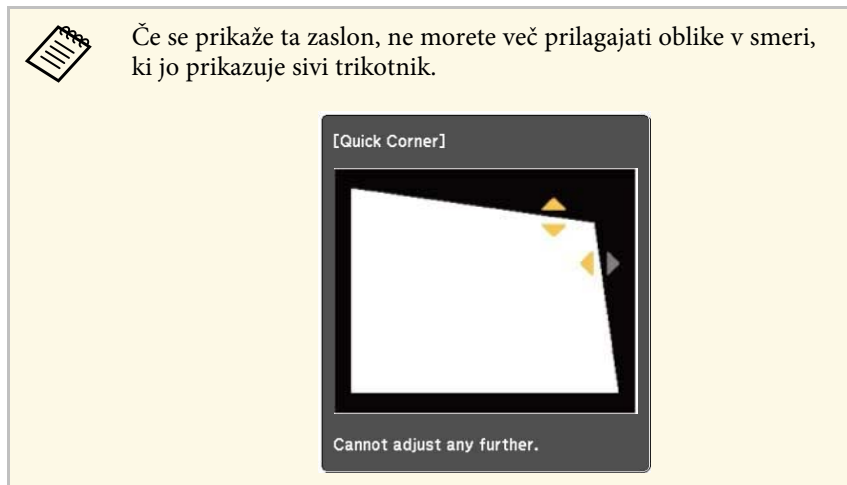 Če se prikaže ta zaslon, ne morete več prilagajati oblike v smeri,
ki jo prikazuje sivi trikotnik.
[Quick Corner]
Cannot adjust any further.